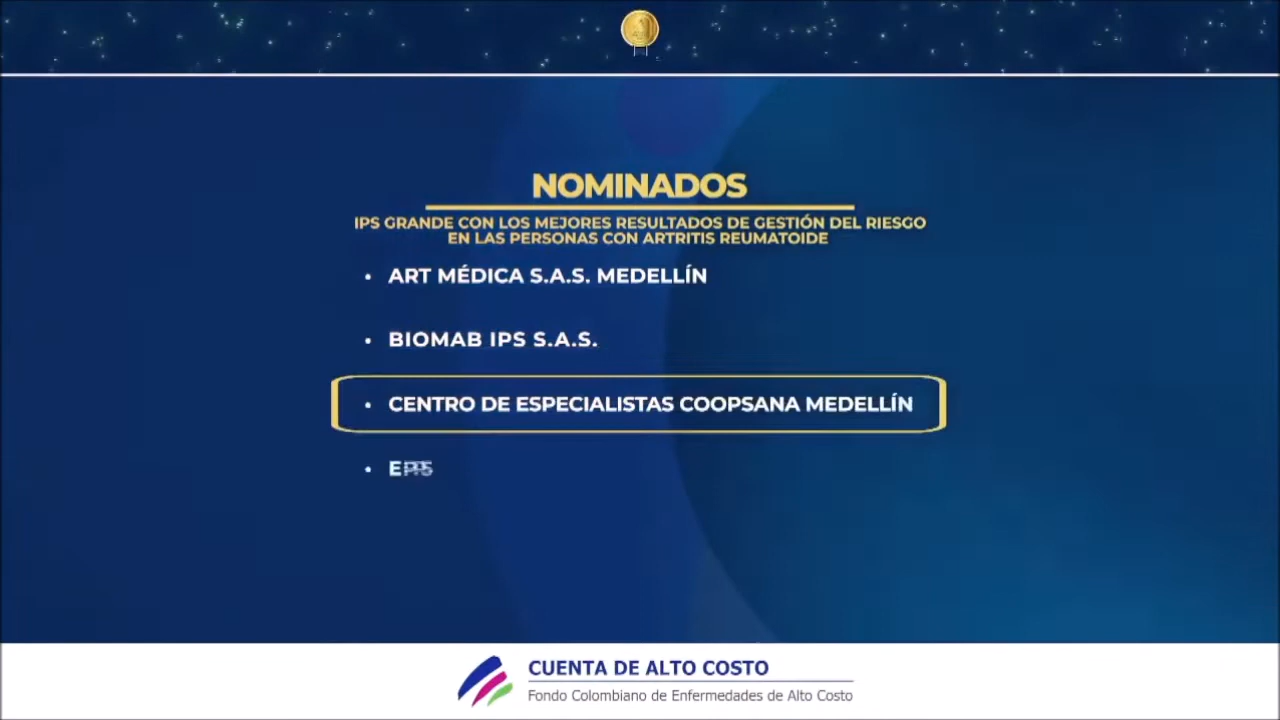 NOMINADOS
IPS GRANDE CON LOS MEJORES RESULTADOS DE GESTIÓN DEL RIESGO
EN LAS PERSONAS CON ARTRITIS REUMATOIDE
• ART MÉDICA S.A.S. MEDELLÍN
• BIOMAB IPS S.A.S.
• CENTRO DE ESPECIALISTAS COOPSANA MEDELLÍN
CUENTA DE ALTO COSTO
Fondo Colombiano de Enfermedades de Alto Costo